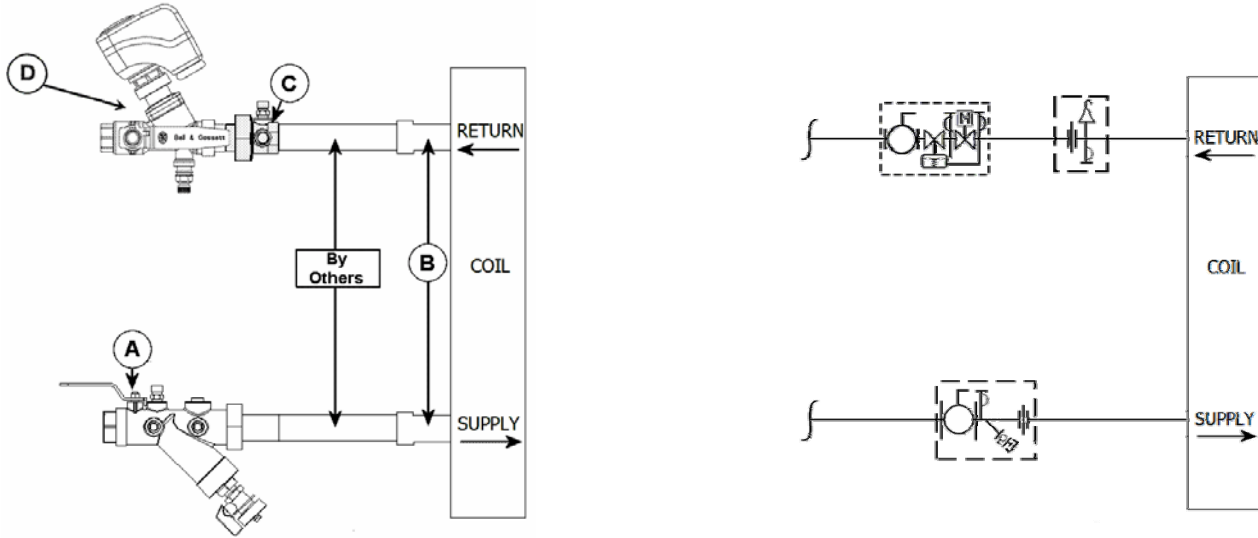 D
C
Bell & Gossett
RETURN
By
Others
B
COIL
A
SUPPLY
M
RETURN
COIL
SUPPLY